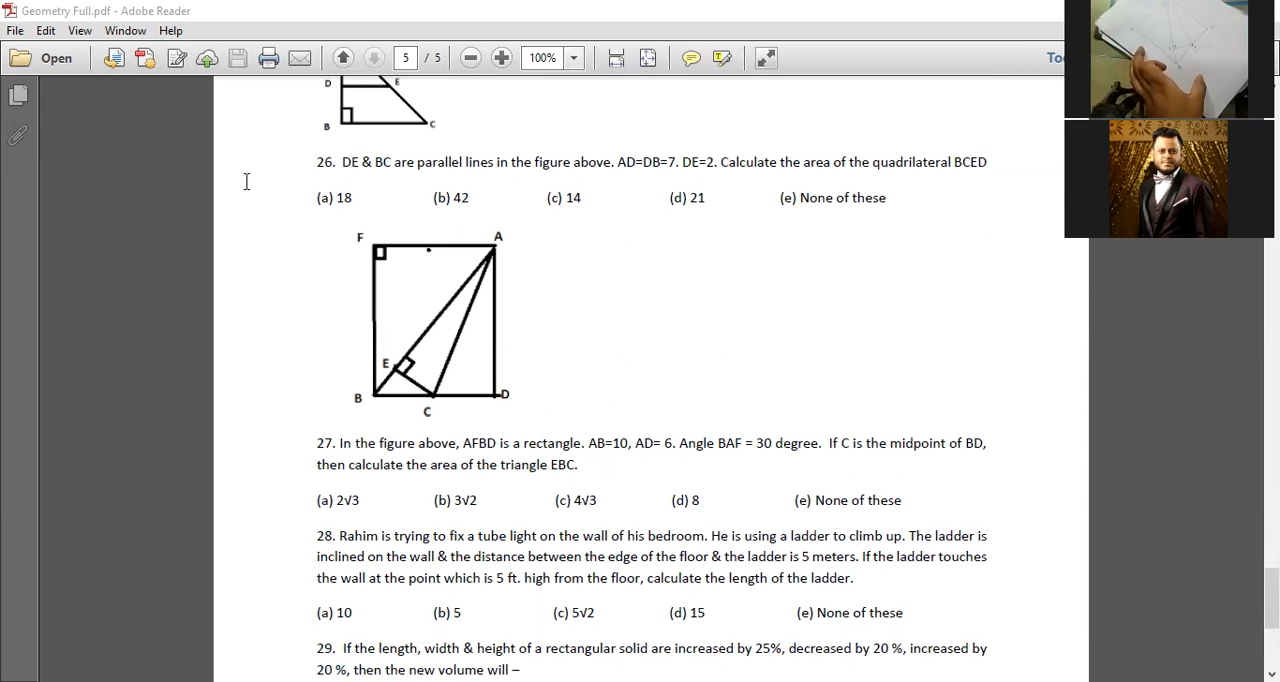 Geometry Full.pdf - Adobe Reader
File Edit View Window Help
Open 5 / 5 100%
D E
B C
26. DE & BC are parallel lines in the figure above. AD=DB=7. DE=2. Calculate the area of the quadrilateral BCED
(a) 18 (b) 42 (c) 14 (d) 21 (e) None of these
F A
E
B D
C
27. In the figure above, AFBD is a rectangle. AB=10, AD= 6. Angle BAF = 30 degree. If C is the midpoint of BD,
then calculate the area of the triangle EBC.
(a) 2√3 (b) 3√2 (c) 4√3 (d) 8 (e) None of these
28. Rahim is trying to fix a tube light on the wall of his bedroom. He is using a ladder to climb up. The ladder is
inclined on the wall & the distance between the edge of the floor & the ladder is 5 meters. If the ladder touches
the wall at the point which is 5 ft. high from the floor, calculate the length of the ladder.
(a) 10 (b) 5 (c) 5√2 (d) 15 (e) None of these
29. If the length, width & height of a rectangular solid are increased by 25%, decreased by 20 %, increased by
20 %, then the new volume will –